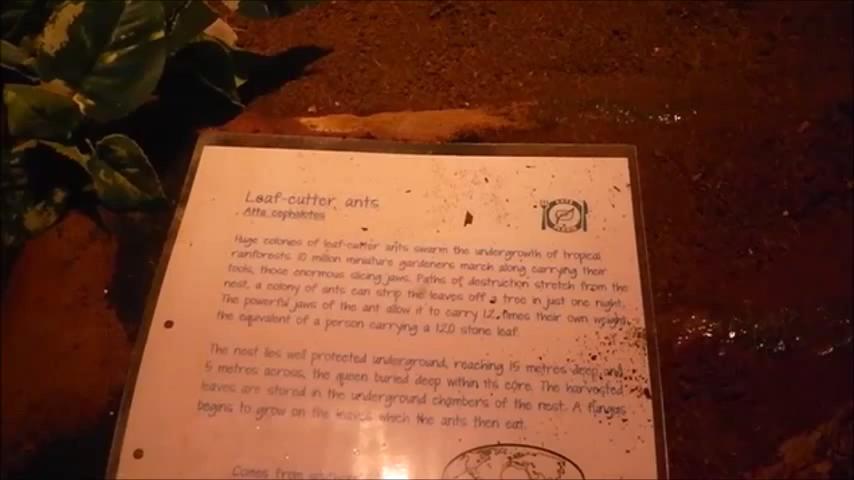 Leaf-cutter ants
Atta cephalotes
Huge colonies of leaf-cutter ants swarm the undergrowth of tropical
rainforests. 10 million miniature gardeners march along carrying their
tools, those enormous slicing jaws. Paths of destruction stretch from the
nest, a colony of ants can strip the leaves off a tree in just one night.
The powerful jaws of the ant allow it to carry 12 times their own weight,
the equivalent of a person carrying a 120 stone leaf.
The nest lies well protected underground, reaching 15 metres deep and
5 metres across, the queen buried deep within its core. The harvested
leaves are stored in the underground chambers of the nest. A fungus
begins to grow on the leaves which the ants then eat.
Comes from